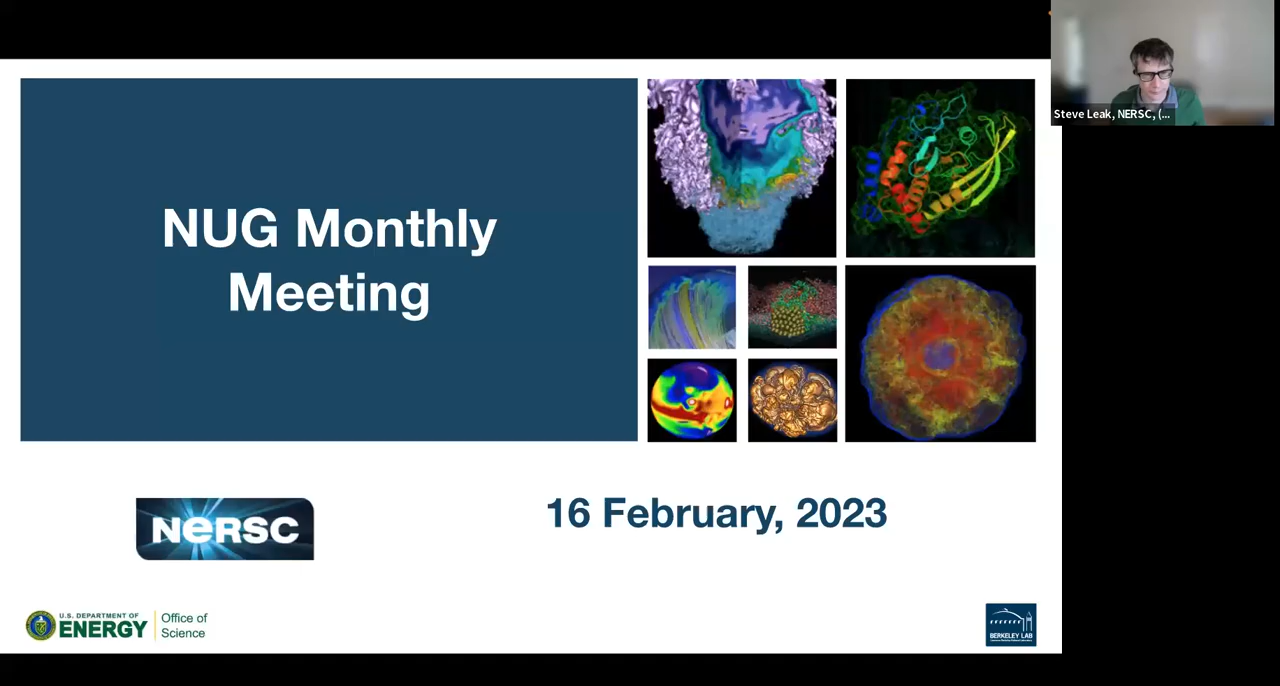 NUG Monthly
Meeting
Steve Leak, NERSC, (...
16 February, 2023
NERSC
U.S. DEPARTMENT OF
ENERGY
Office of
Science
BERKELEY LAB